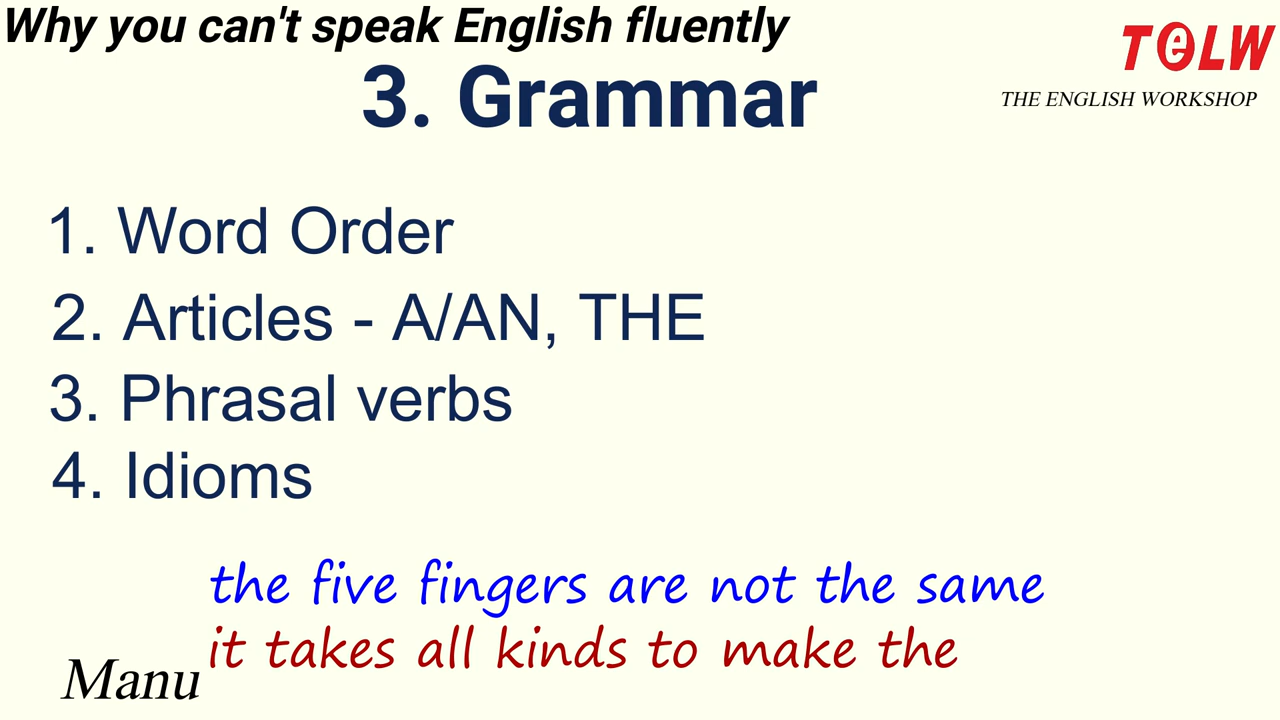 Why you can't speak English fluently
TeLW
3. Grammar
THE ENGLISH WORKSHOP
1. Word Order
2. Articles - A/AN, THE
3. Phrasal verbs
4. Idioms
the five fingers are not the same
it takes all kinds to make the
Manu